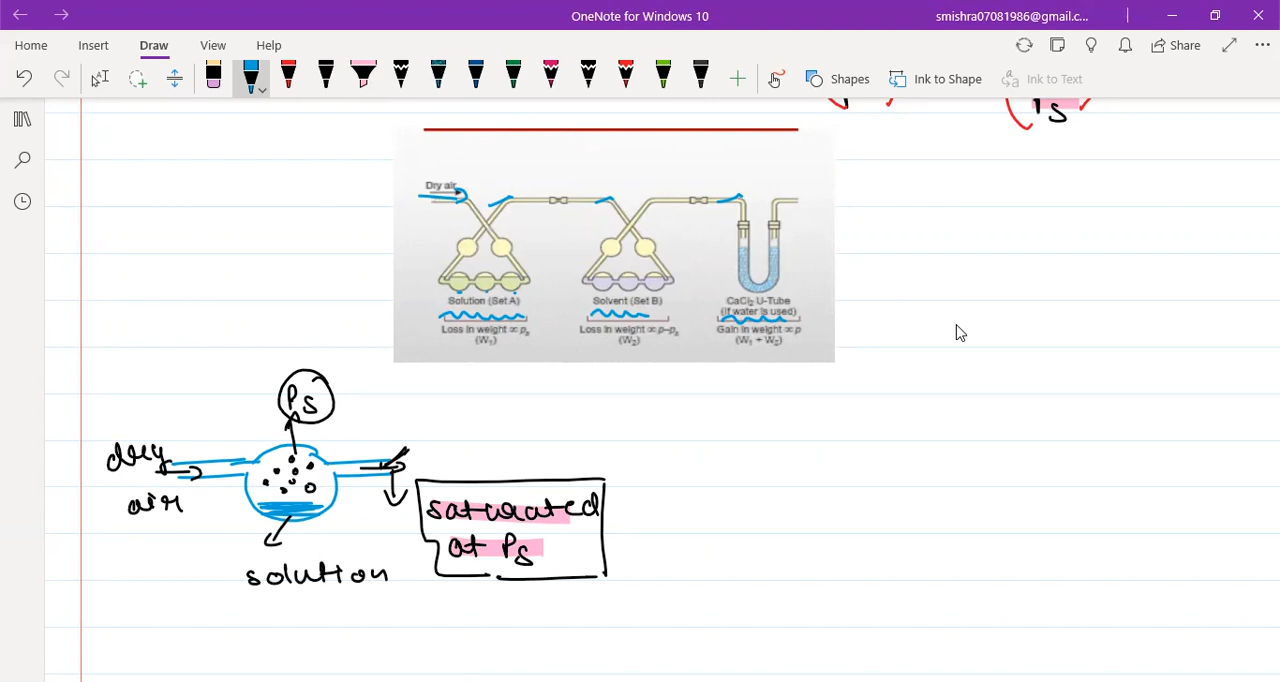 OneNote for Windows 10
smishra07081986@gmail.c...
Home Insert Draw View Help
Share
Shapes
Ink to Shape
Ink to Text
Ps
Dry air
Solution (Set A)
Loss in weight ∝ ps
(W1)
Solvent (Set B)
Loss in weight ∝ p–ps
(W2)
CaCl2 U-Tube
(if water is used)
Gain in weight ∝ p
(W1 + W2)
Ps
dry
air
solution
saturated
at Ps